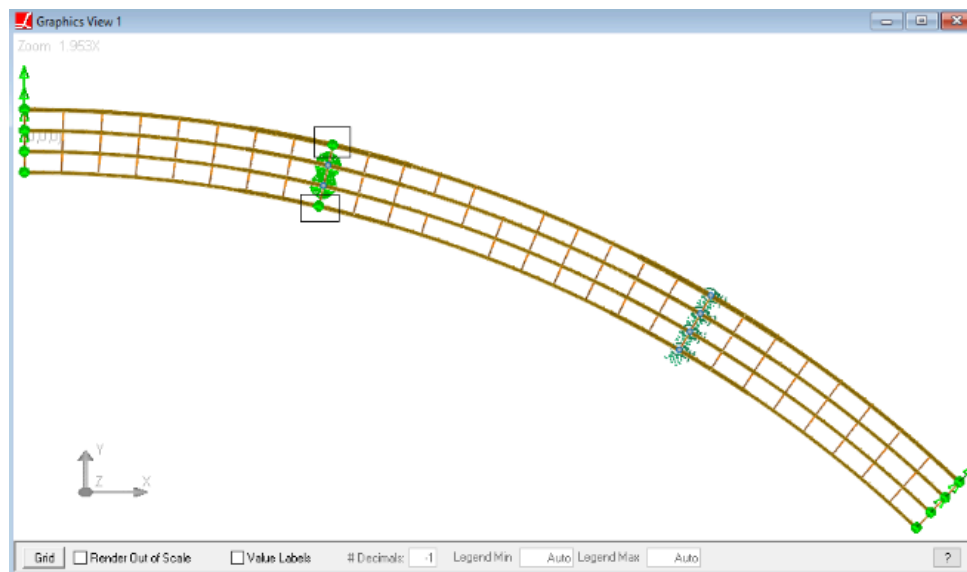 Graphics View 1
Zoom 1.953X
Y
Z X
Grid Render Out of Scale Value Labels # Decimals: -1 Legend Min Auto Legend Max Auto ?